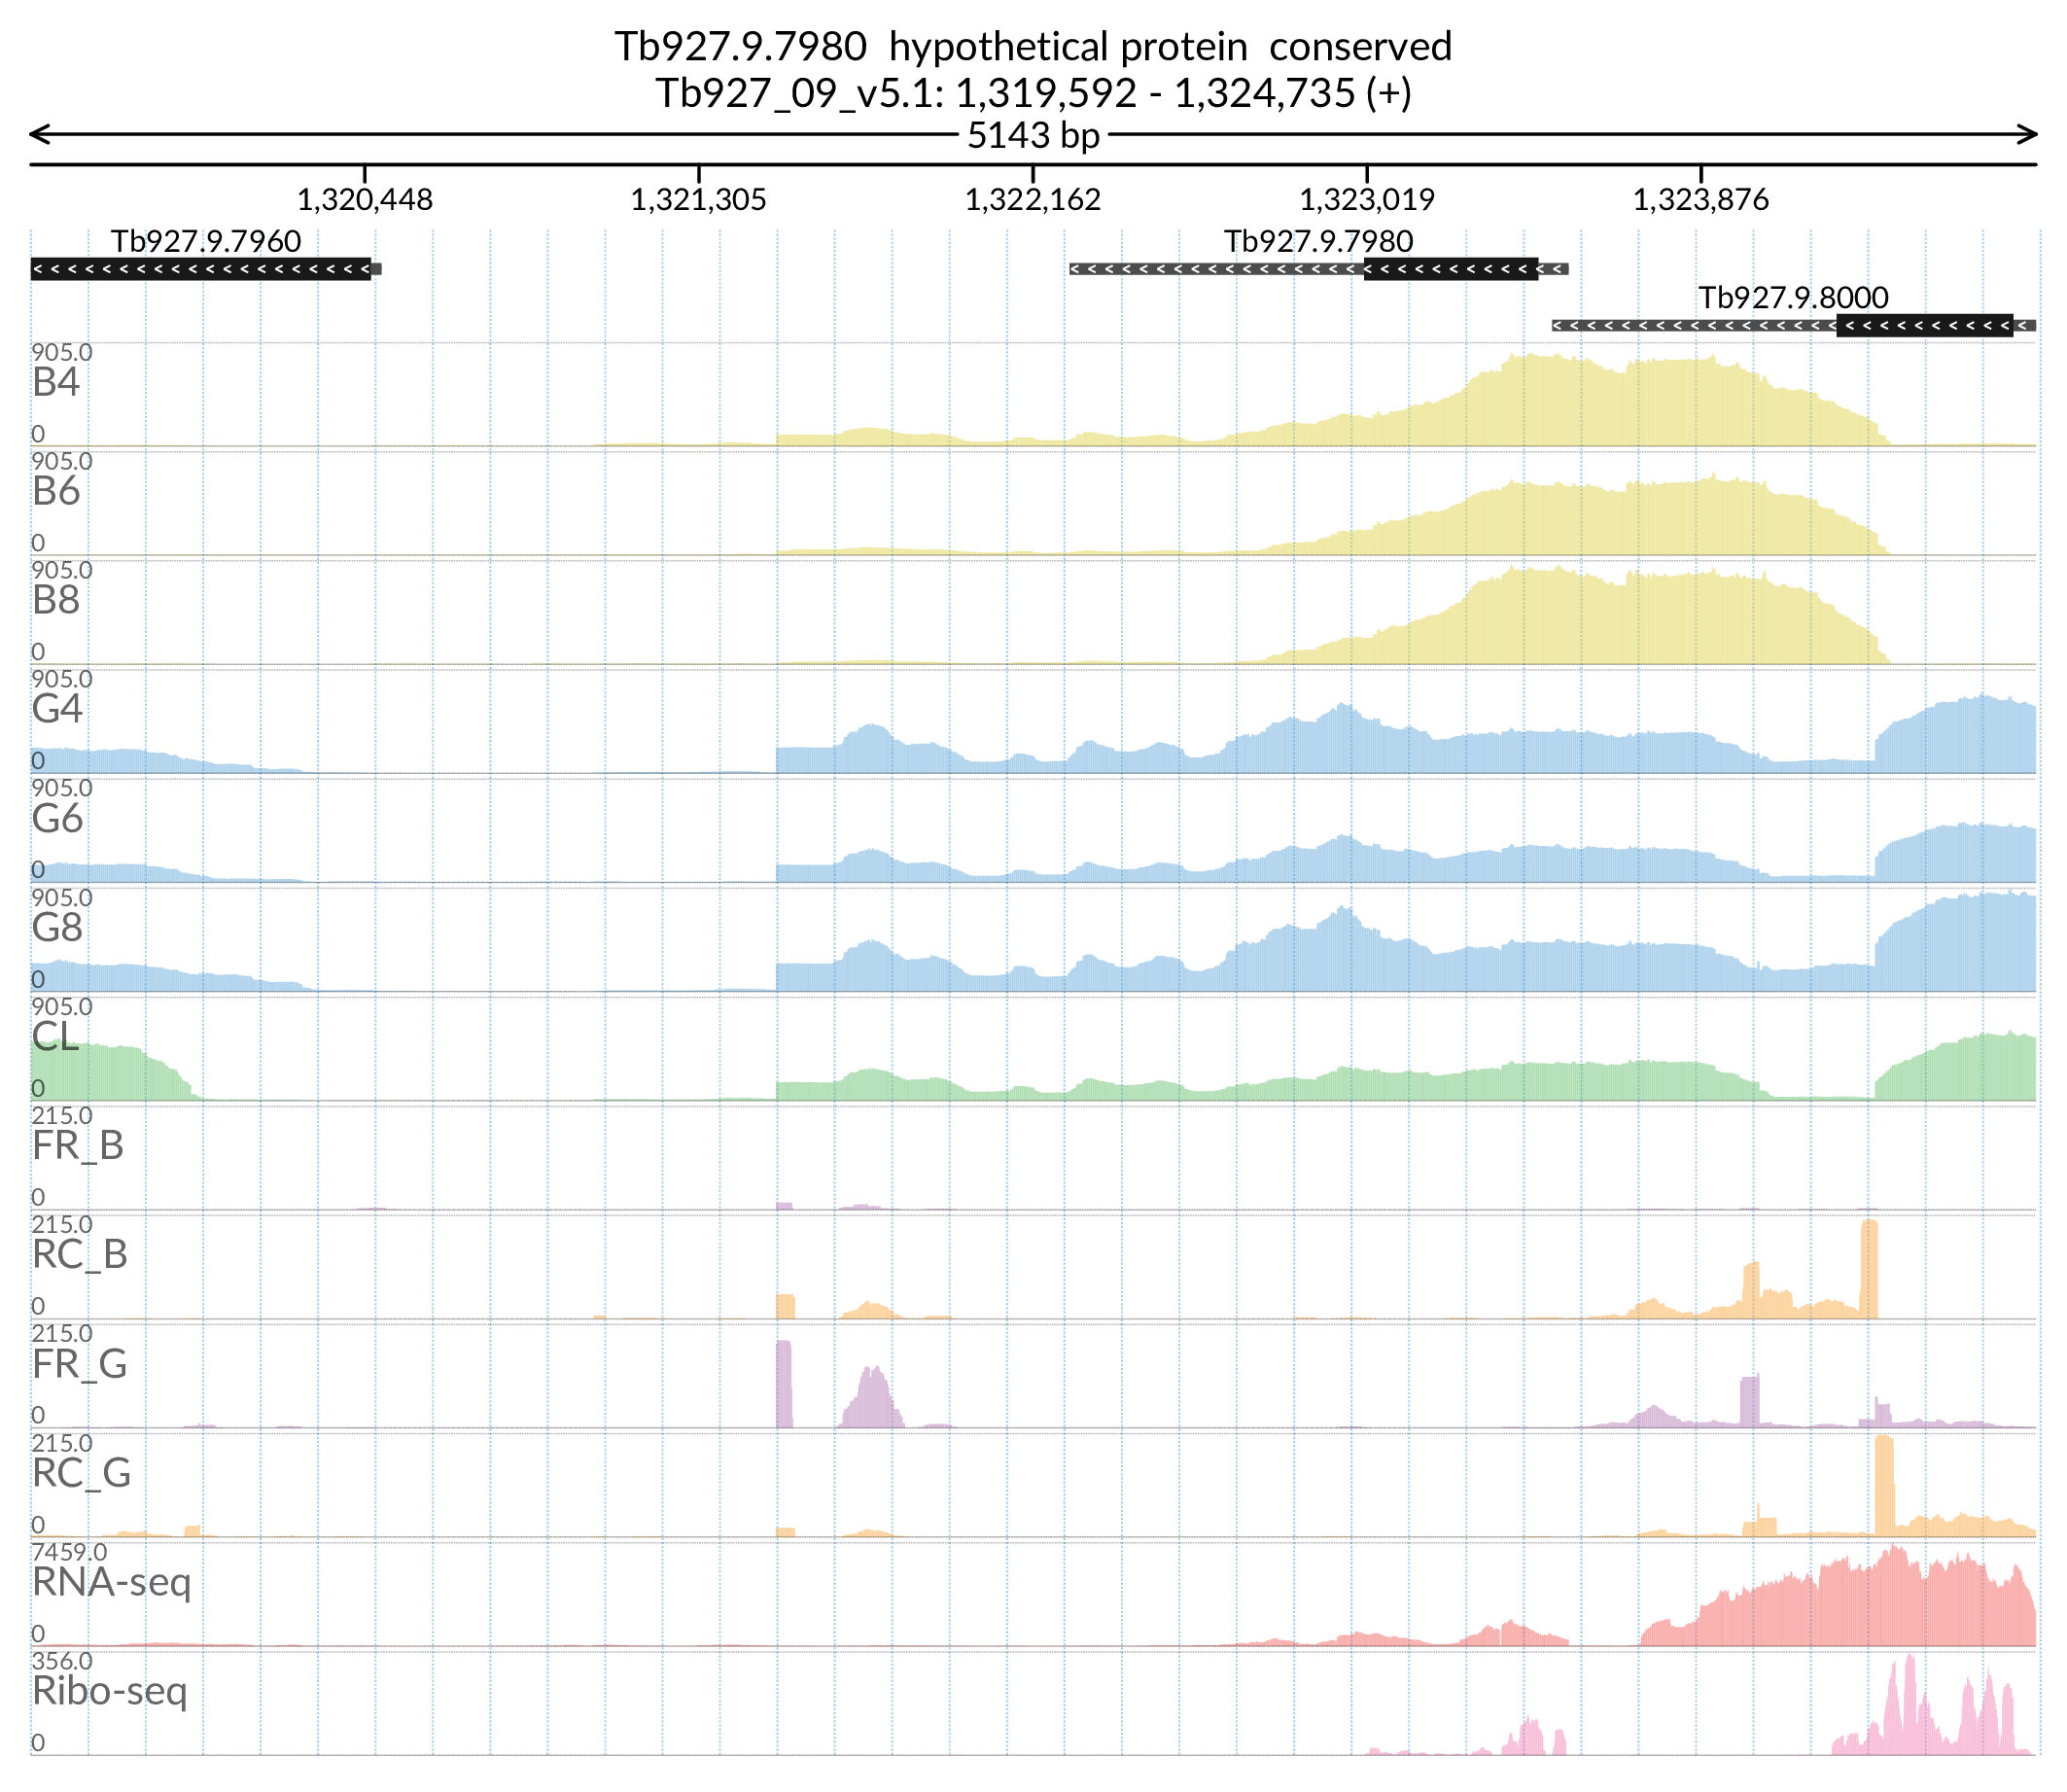 Tb927.9.7980  hypothetical protein  conserved
Tb927_09_v5.1: 1,319,592 - 1,324,735 (+)
5143 bp
1,320,448 1,321,305 1,322,162 1,323,019 1,323,876
Tb927.9.7960 Tb927.9.7980
Tb927.9.8000
905.0
B4
0
905.0
B6
0
905.0
B8
0
905.0
G4
0
905.0
G6
0
905.0
G8
0
905.0
CL
0
215.0
FR_B
0
215.0
RC_B
0
215.0
FR_G
0
215.0
RC_G
0
7459.0
RNA-seq
0
356.0
Ribo-seq
0